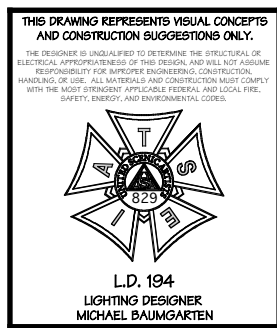 THIS DRAWING REPRESENTS VISUAL CONCEPTS
AND CONSTRUCTION SUGGESTIONS ONLY.
THE DESIGNER IS UNQUALIFIED TO DETERMINE THE STRUCTURAL OR
ELECTRICAL APPROPRIATENESS OF THIS DESIGN, AND WILL NOT ASSUME
RESPONSIBILITY FOR IMPROPER ENGINEERING, CONSTRUCTION,
HANDLING, OR USE. ALL MATERIALS AND CONSTRUCTION MUST COMPLY
WITH THE MOST STRINGENT APPLICABLE FEDERAL AND LOCAL FIRE,
SAFETY, ENERGY, AND ENVIRONMENTAL CODES.
I A T S E
UNITED SCENIC ARTISTS
829
L.D. 194
LIGHTING DESIGNER
MICHAEL BAUMGARTEN